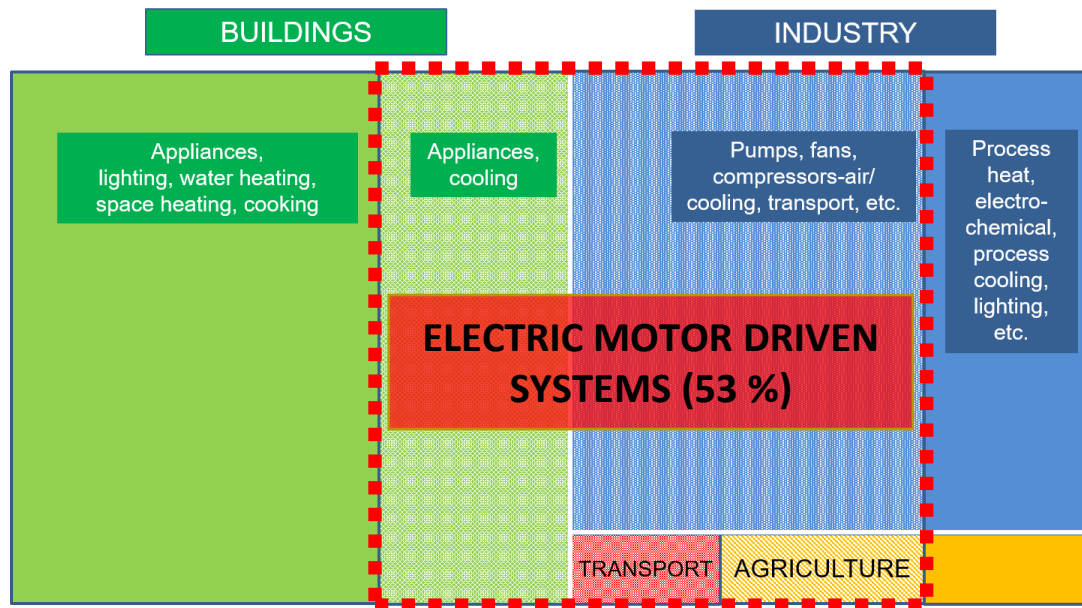 BUILDINGS
INDUSTRY
Appliances,
lighting, water heating,
space heating, cooking
Appliances,
cooling
Pumps, fans,
compressors-air/
cooling, transport, etc.
Process
heat,
electro-
chemical,
process
cooling,
lighting,
etc.
ELECTRIC MOTOR DRIVEN
SYSTEMS (53 %)
TRANSPORT
AGRICULTURE